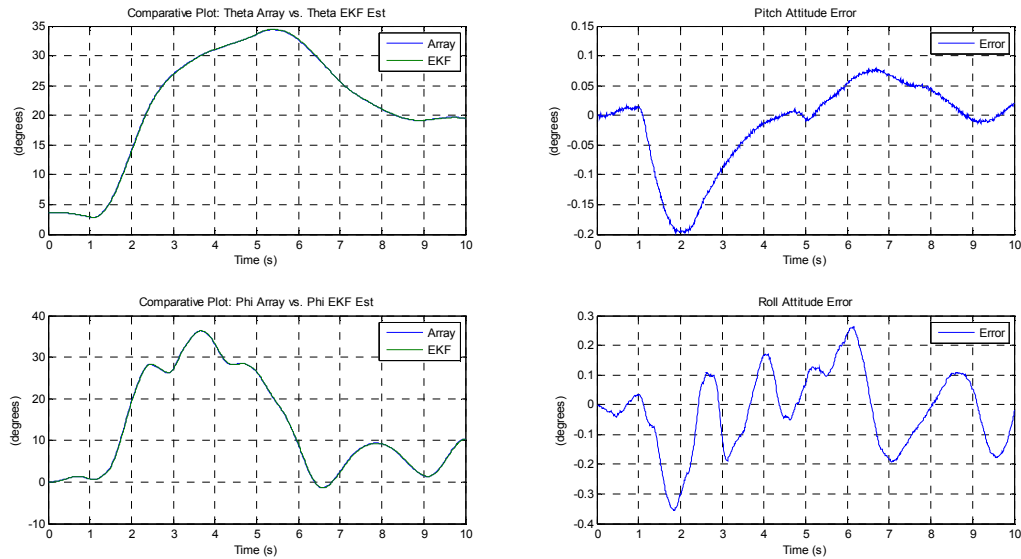 Comparative Plot: Theta Array vs. Theta EKF Est
35
30
25
20
15
10
5
0
(degrees)
0 1 2 3 4 5 6 7 8 9 10
Time (s)
Array
EKF
Pitch Attitude Error
0.15
0.1
0.05
0
-0.05
-0.1
-0.15
-0.2
(degrees)
0 1 2 3 4 5 6 7 8 9 10
Time (s)
Error
Comparative Plot: Phi Array vs. Phi EKF Est
40
30
20
10
0
-10
(degrees)
0 1 2 3 4 5 6 7 8 9 10
Time (s)
Array
EKF
Roll Attitude Error
0.3
0.2
0.1
0
-0.1
-0.2
-0.3
-0.4
(degrees)
0 1 2 3 4 5 6 7 8 9 10
Time (s)
Error